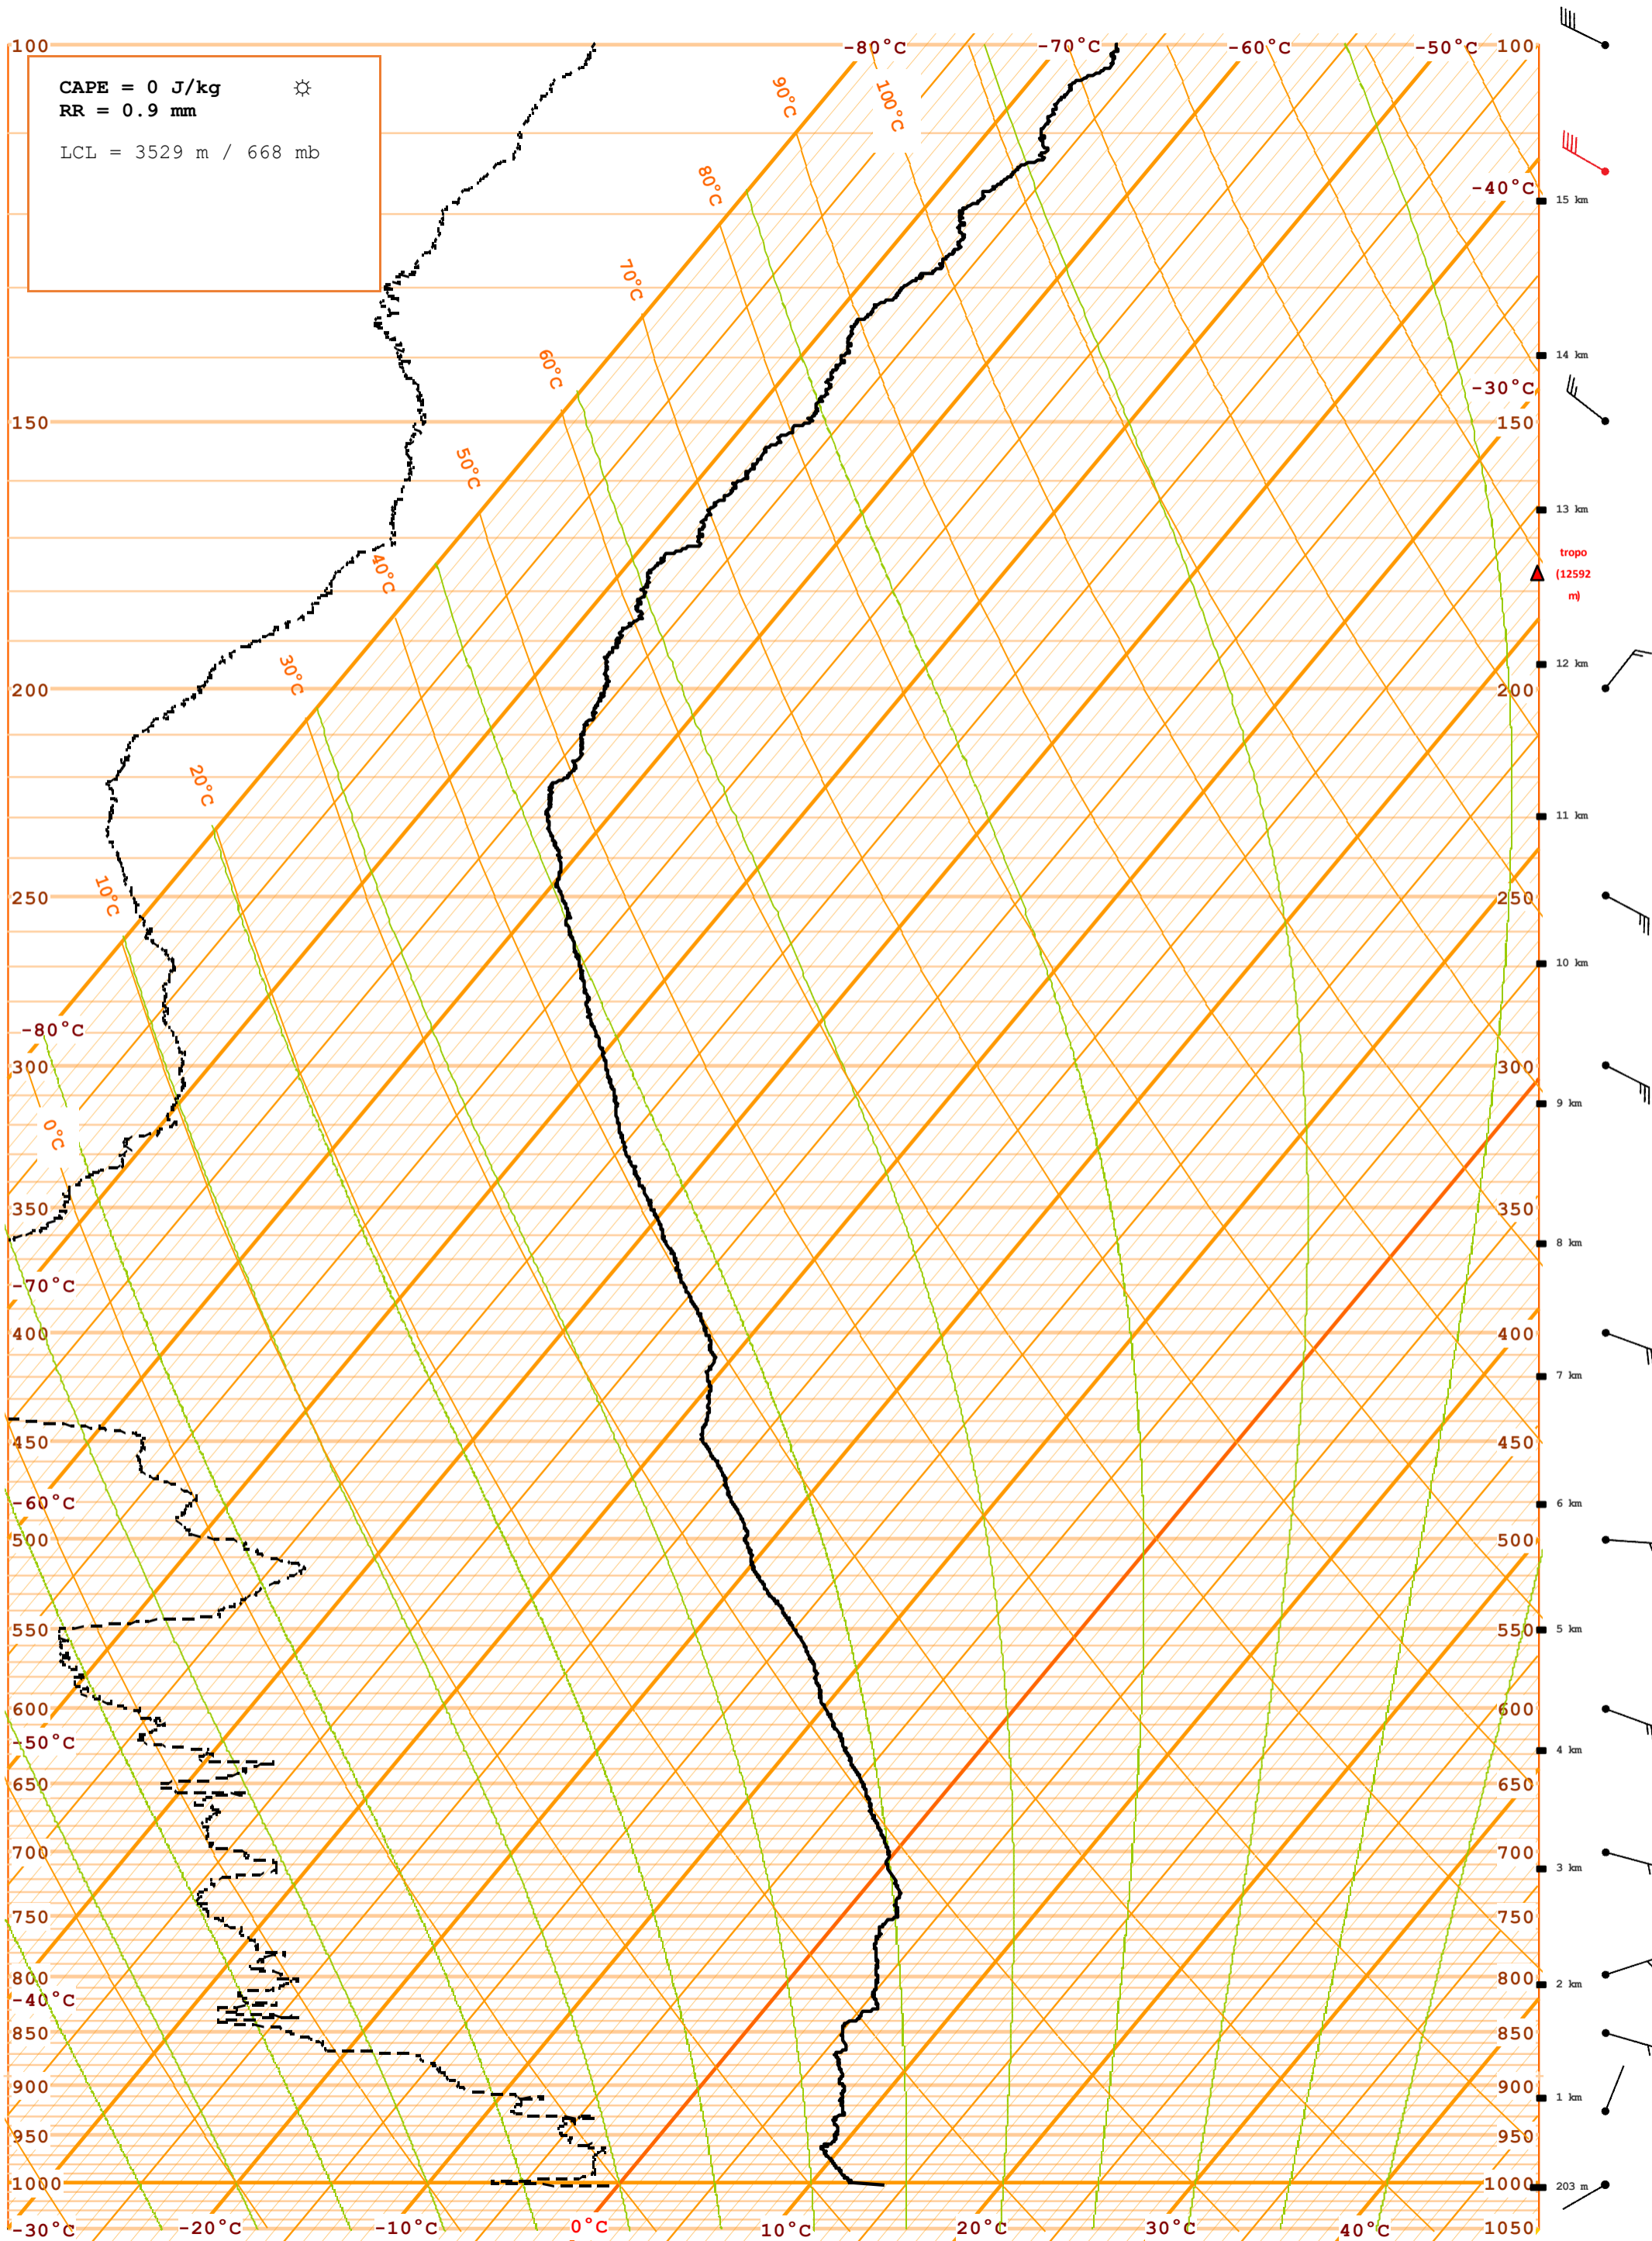 100 -80°C -70°C -60°C -50°C 100
CAPE = 0 J/kg ☼
RR = 0.9 mm
LCL = 3529 m / 668 mb
90°C
100°C
80°C
-40°C
15 km
70°C
60°C
14 km
-30°C
150 150
50°C
13 km
40°C
tropo
(12592
m)
30°C
12 km
200 200
20°C
11 km
10°C
250 250
10 km
-80°C
300 300
9 km
0°C
350 350
8 km
-70°C
400 400
7 km
450 450
-60°C 6 km
500 500
550 550 5 km
600 600
-50°C 4 km
650 650
700 700
3 km
750 750
800 800
2 km
-40°C
850 850
900 900
1 km
950 950
1000 1000 203 m
-30°C -20°C -10°C 0°C 10°C 20°C 30°C 40°C 1050